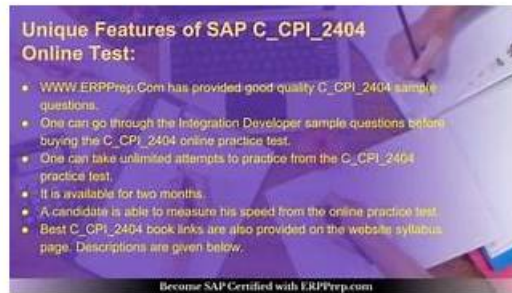 Unique Features of SAP C_CPI_2404
Online Test:
● WWW.ERPPrep.Com has provided good quality C_CPI_2404 sample
questions.
● One can go through the Integration Developer sample questions before
buying the C_CPI_2404 online practice test.
● One can take unlimited attempts to practice from the C_CPI_2404
practice test.
● It is available for two months.
● A candidate is able to measure his speed from the online practice test.
● Best C_CPI_2404 book links are also provided on the website syllabus
page. Descriptions are given below.
Become SAP Certified with ERPPrep.com